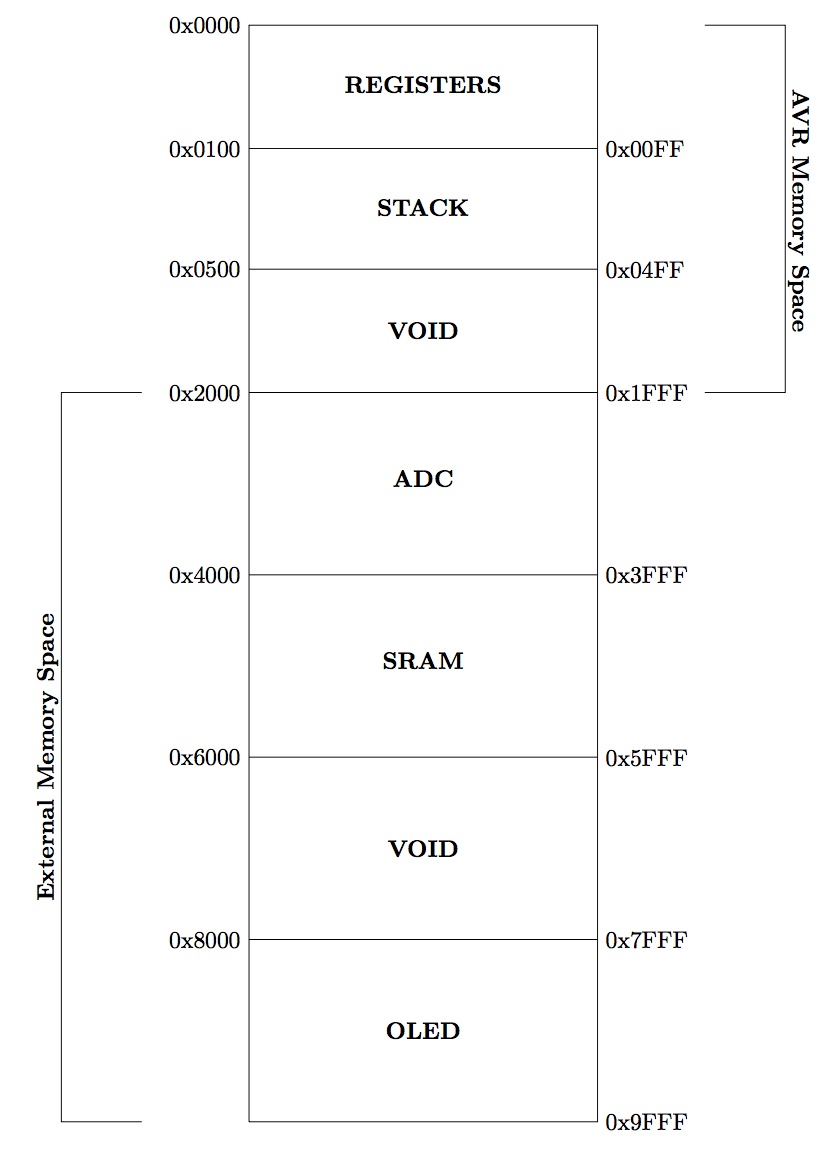 0x0000
REGISTERS
0x0100
0x00FF
STACK
0x0500
0x04FF
VOID
0x2000
0x1FFF
ADC
0x4000
0x3FFF
SRAM
0x6000
0x5FFF
VOID
0x8000
0x7FFF
OLED
0x9FFF
AVR Memory Space
External Memory Space